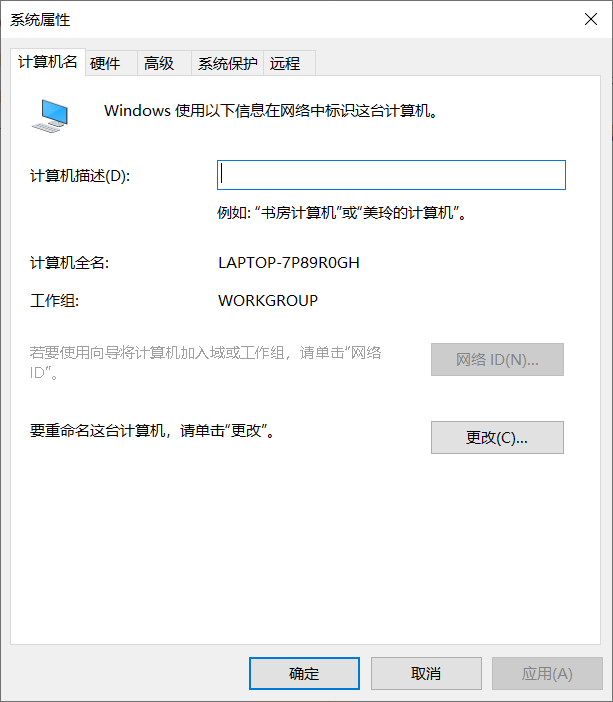 系统属性
计算机名 硬件 高级 系统保护 远程
Windows 使用以下信息在网络中标识这台计算机。
计算机描述(D):
例如: “书房计算机”或“美玲的计算机”。
计算机全名: LAPTOP-7P89R0GH
工作组: WORKGROUP
若要使用向导将计算机加入域或工作组，请单击“网络
ID”。
网络 ID(N)...
要重命名这台计算机，请单击“更改”。
更改(C)...
确定 取消 应用(A)